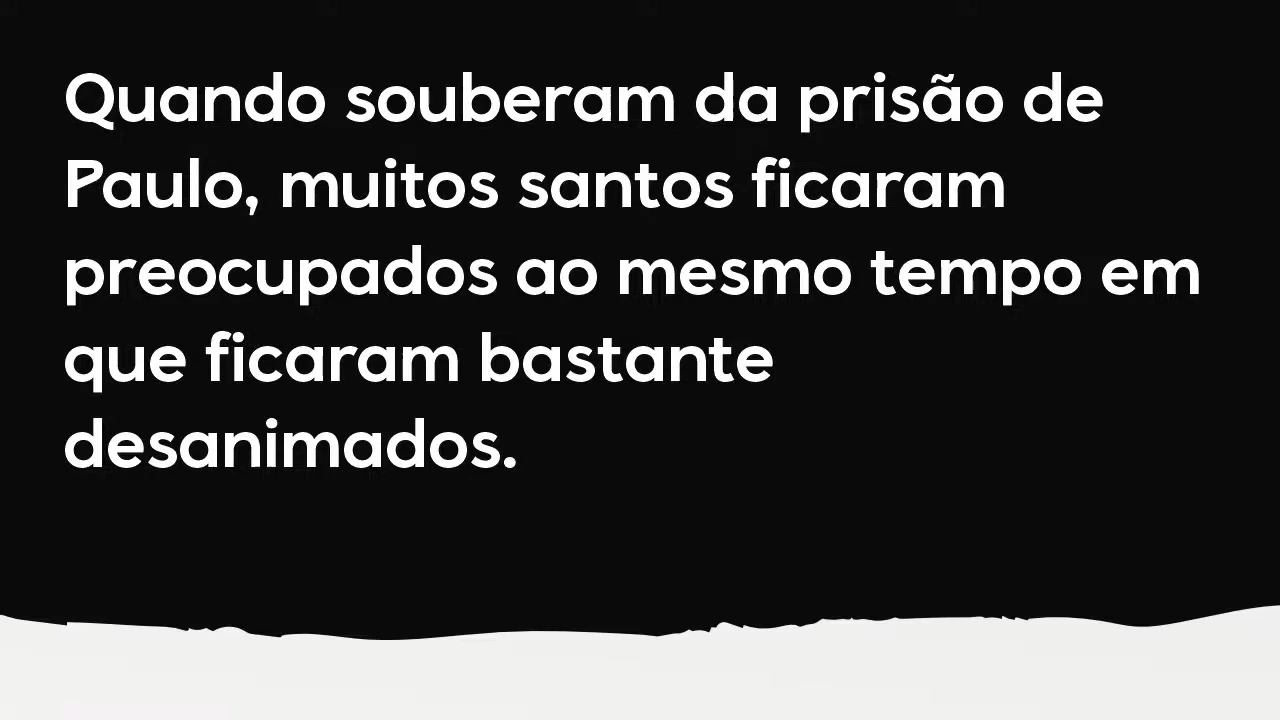 Quando souberam da prisão de
Paulo, muitos santos ficaram
preocupados ao mesmo tempo em
que ficaram bastante
desanimados.